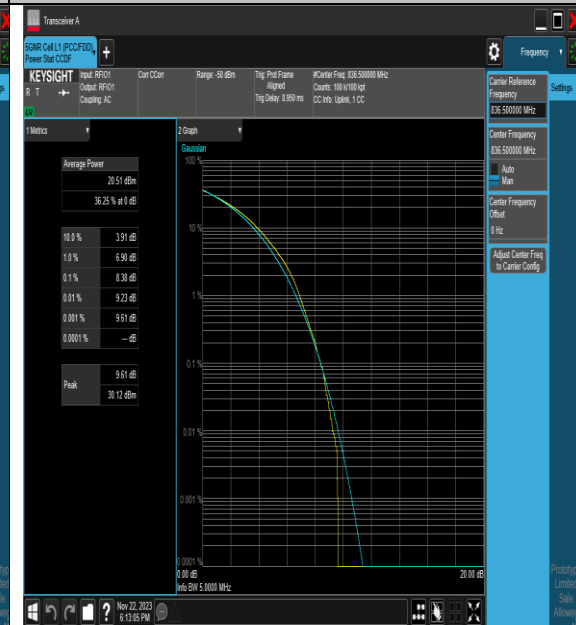 Transceiver A
5GNR Cell L1 (PCC/FDD)
Power Stat CCDF
+
Frequency
KEYSIGHT
R T
Input: RFIO1
Output: RFIO1
Coupling: AC
Corr CCorr
Range: -50 dBm
Trig: Prot Frame
Aligned
Trig Delay: 8.950 ms
#Center Freq: 836.500000 MHz
Counts: 100 k/100 kpt
CC Info: Uplink, 1 CC
1 Metrics
Average Power
20.51 dBm
36.25 % at 0 dB
10.0 % 3.91 dB
1.0 % 6.90 dB
0.1 % 8.38 dB
0.01 % 9.23 dB
0.001 % 9.61 dB
0.0001 % --- dB
Peak
9.61 dB
30.12 dBm
2 Graph
Gaussian
100 %
10 %
1 %
0.1 %
0.01 %
0.001 %
0.0001 %
0.00 dB
20.00 dB
Info BW 5.0000 MHz
Carrier Reference
Frequency
836.500000 MHz
Center Frequency
836.500000 MHz
Auto
Man
Center Frequency
Offset
0 Hz
Adjust Center Freq
to Carrier Config
Settings
Nov 22, 2023
6:13:05 PM